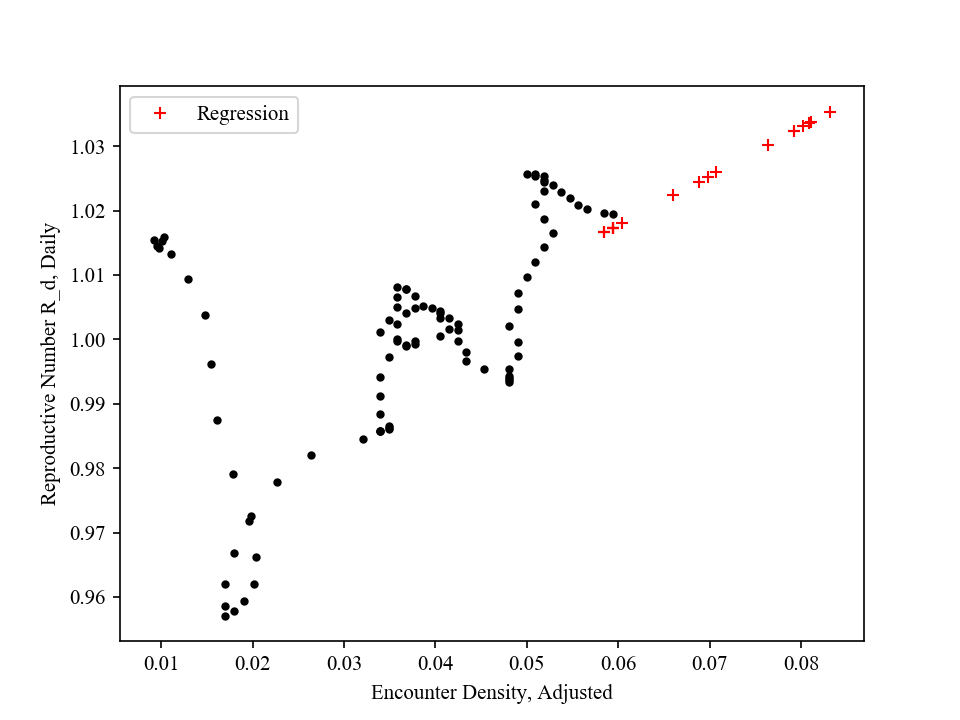 Regression
1.03
1.02
1.01
1.00
0.99
0.98
0.97
0.96
Reproductive Number R_d, Daily
0.01 0.02 0.03 0.04 0.05 0.06 0.07 0.08
Encounter Density, Adjusted